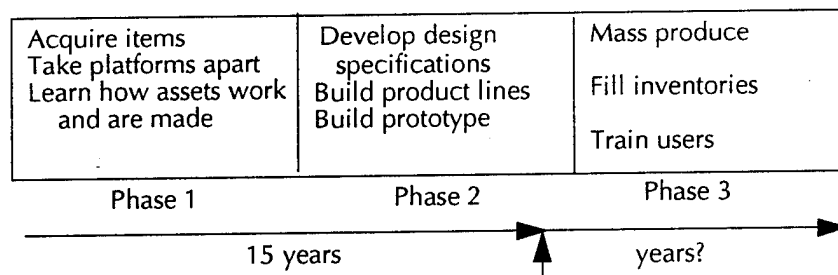 Acquire items
Take platforms apart
Learn how assets work
and are made
Develop design
specifications
Build product lines
Build prototype
Mass produce
Fill inventories
Train users
Phase 1
Phase 2
Phase 3
15 years
years?